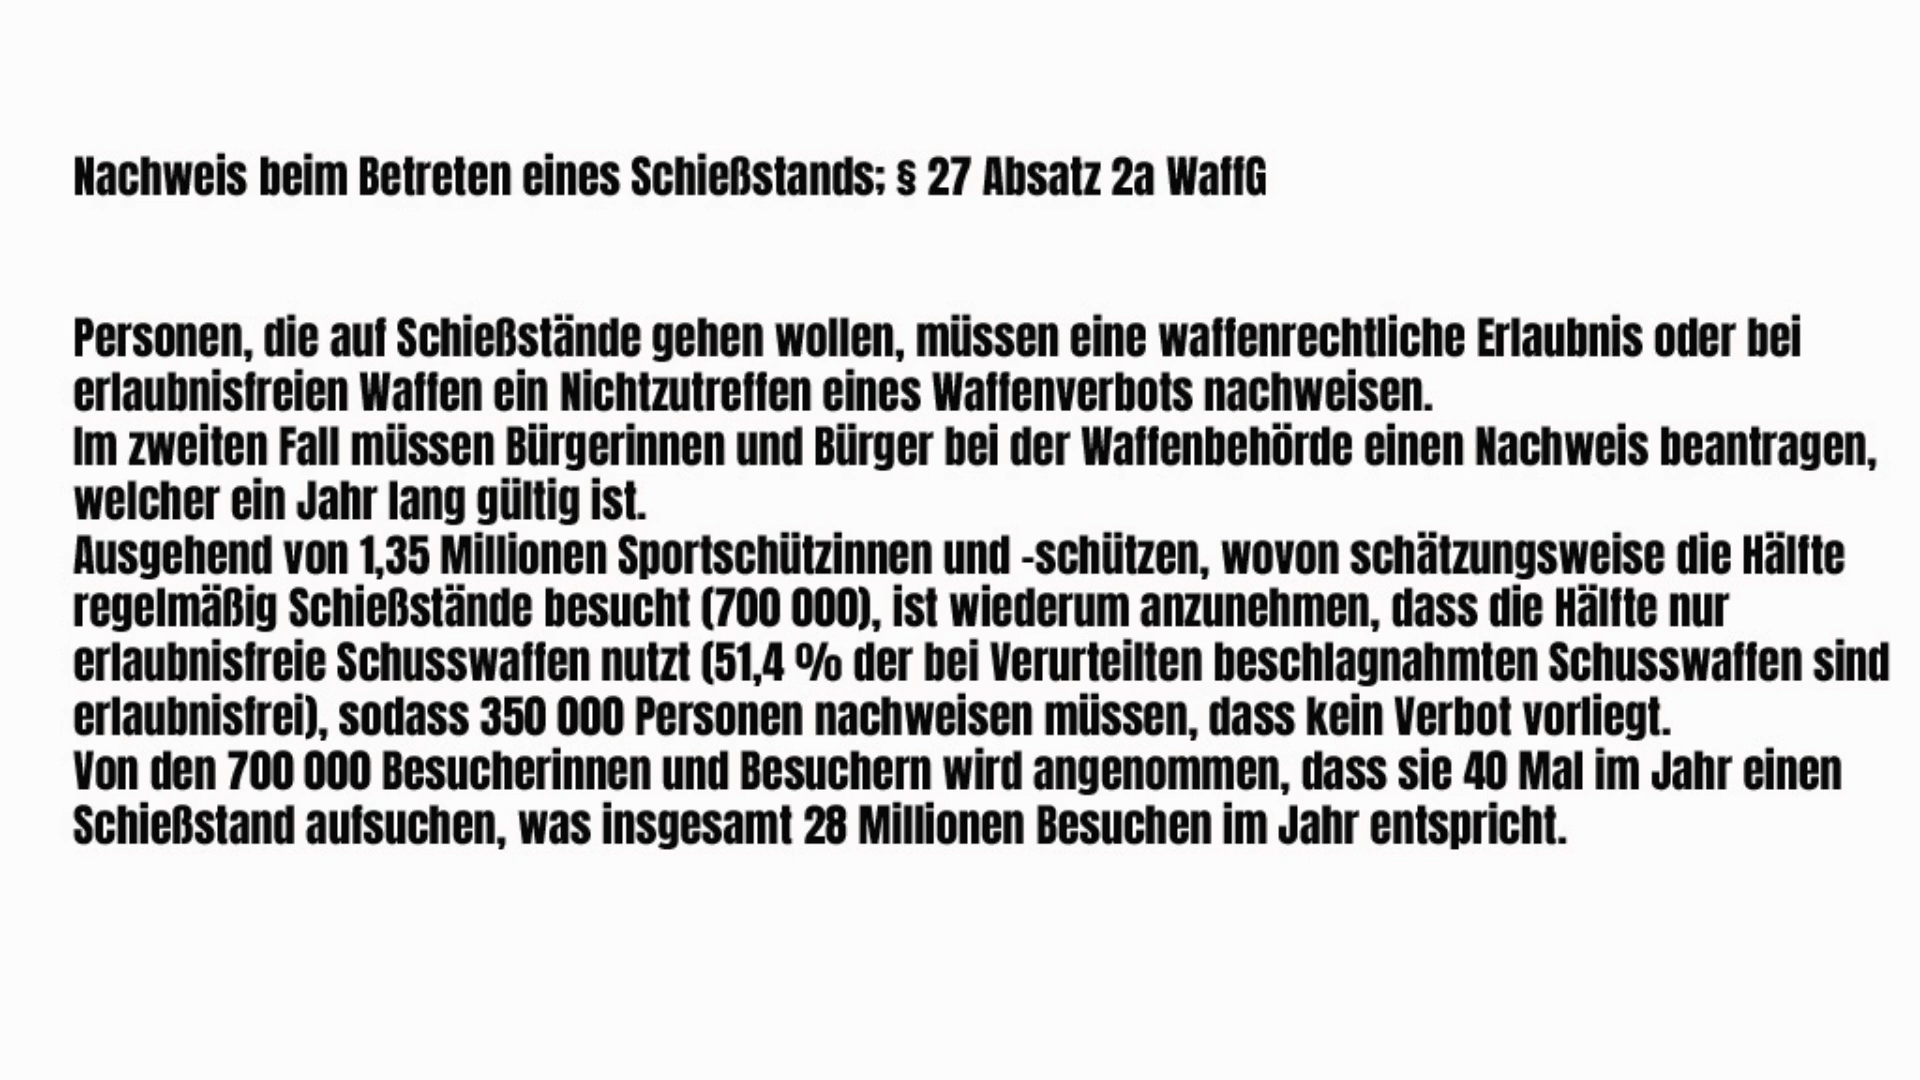 Nachweis beim Betreten eines Schießstands; § 27 Absatz 2a WaffG
Personen, die auf Schießstände gehen wollen, müssen eine waffenrechtliche Erlaubnis oder bei
erlaubnisfreien Waffen ein Nichtzutreffen eines Waffenverbots nachweisen.
Im zweiten Fall müssen Bürgerinnen und Bürger bei der Waffenbehörde einen Nachweis beantragen,
welcher ein Jahr lang gültig ist.
Ausgehend von 1,35 Millionen Sportschützinnen und -schützen, wovon schätzungsweise die Hälfte
regelmäßig Schießstände besucht (700 000), ist wiederum anzunehmen, dass die Hälfte nur
erlaubnisfreie Schusswaffen nutzt (51,4 % der bei Verurteilten beschlagnahmten Schusswaffen sind
erlaubnisfrei), sodass 350 000 Personen nachweisen müssen, dass kein Verbot vorliegt.
Von den 700 000 Besucherinnen und Besuchern wird angenommen, dass sie 40 Mal im Jahr einen
Schießstand aufsuchen, was insgesamt 28 Millionen Besuchen im Jahr entspricht.